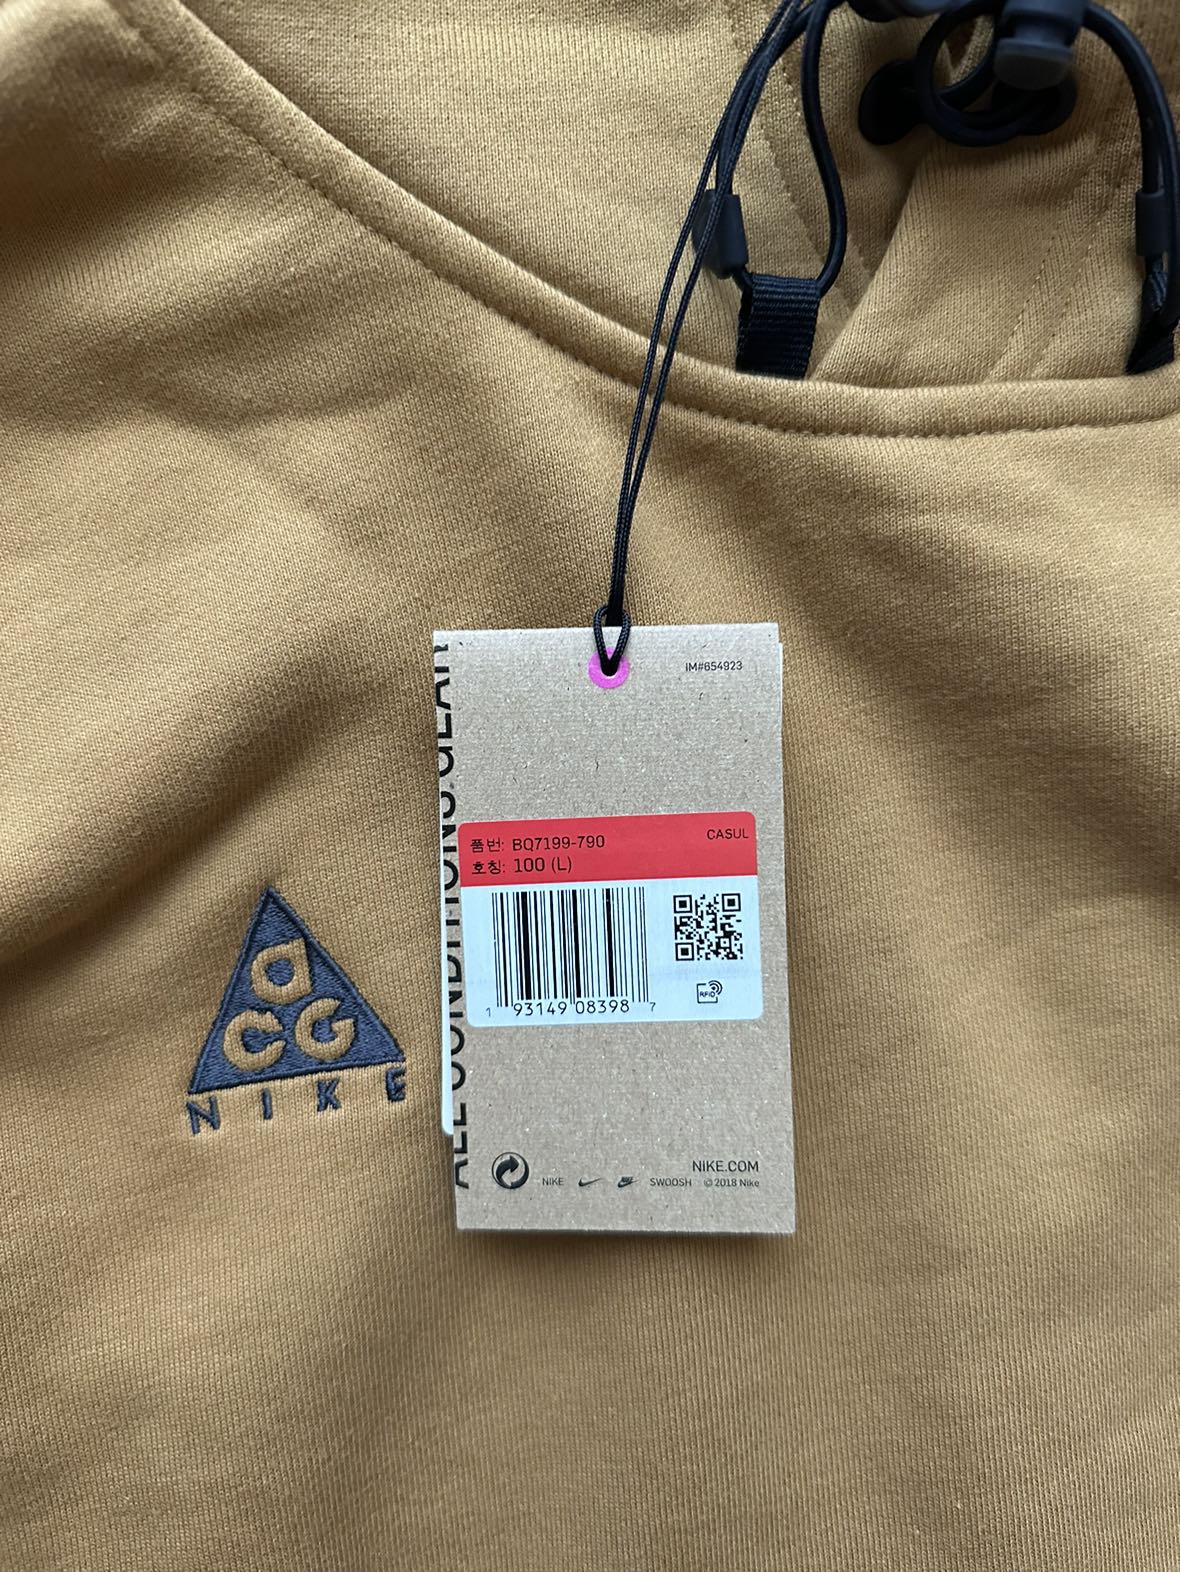 IM#654923
ALL CONDITIONS GEAR
품번: BQ7199-790
CASUL
호칭: 100 (L)
1 93149 08398 7
RFID
ACG
NIKE
NIKE.COM
NIKE SWOOSH © 2018 Nike